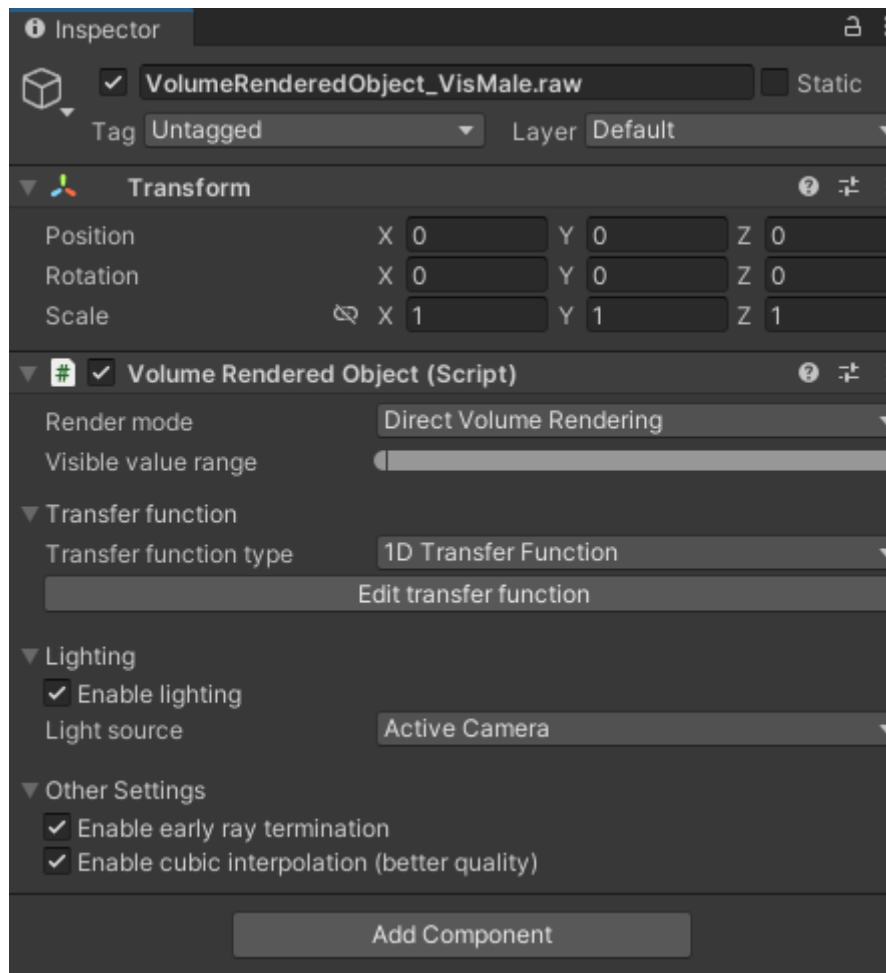 Inspector
VolumeRenderedObject_VisMale.raw Static
Tag Untagged Layer Default
Transform
Position X 0 Y 0 Z 0
Rotation X 0 Y 0 Z 0
Scale X 1 Y 1 Z 1
# Volume Rendered Object (Script)
Render mode Direct Volume Rendering
Visible value range
Transfer function
Transfer function type 1D Transfer Function
Edit transfer function
Lighting
Enable lighting
Light source Active Camera
Other Settings
Enable early ray termination
Enable cubic interpolation (better quality)
Add Component